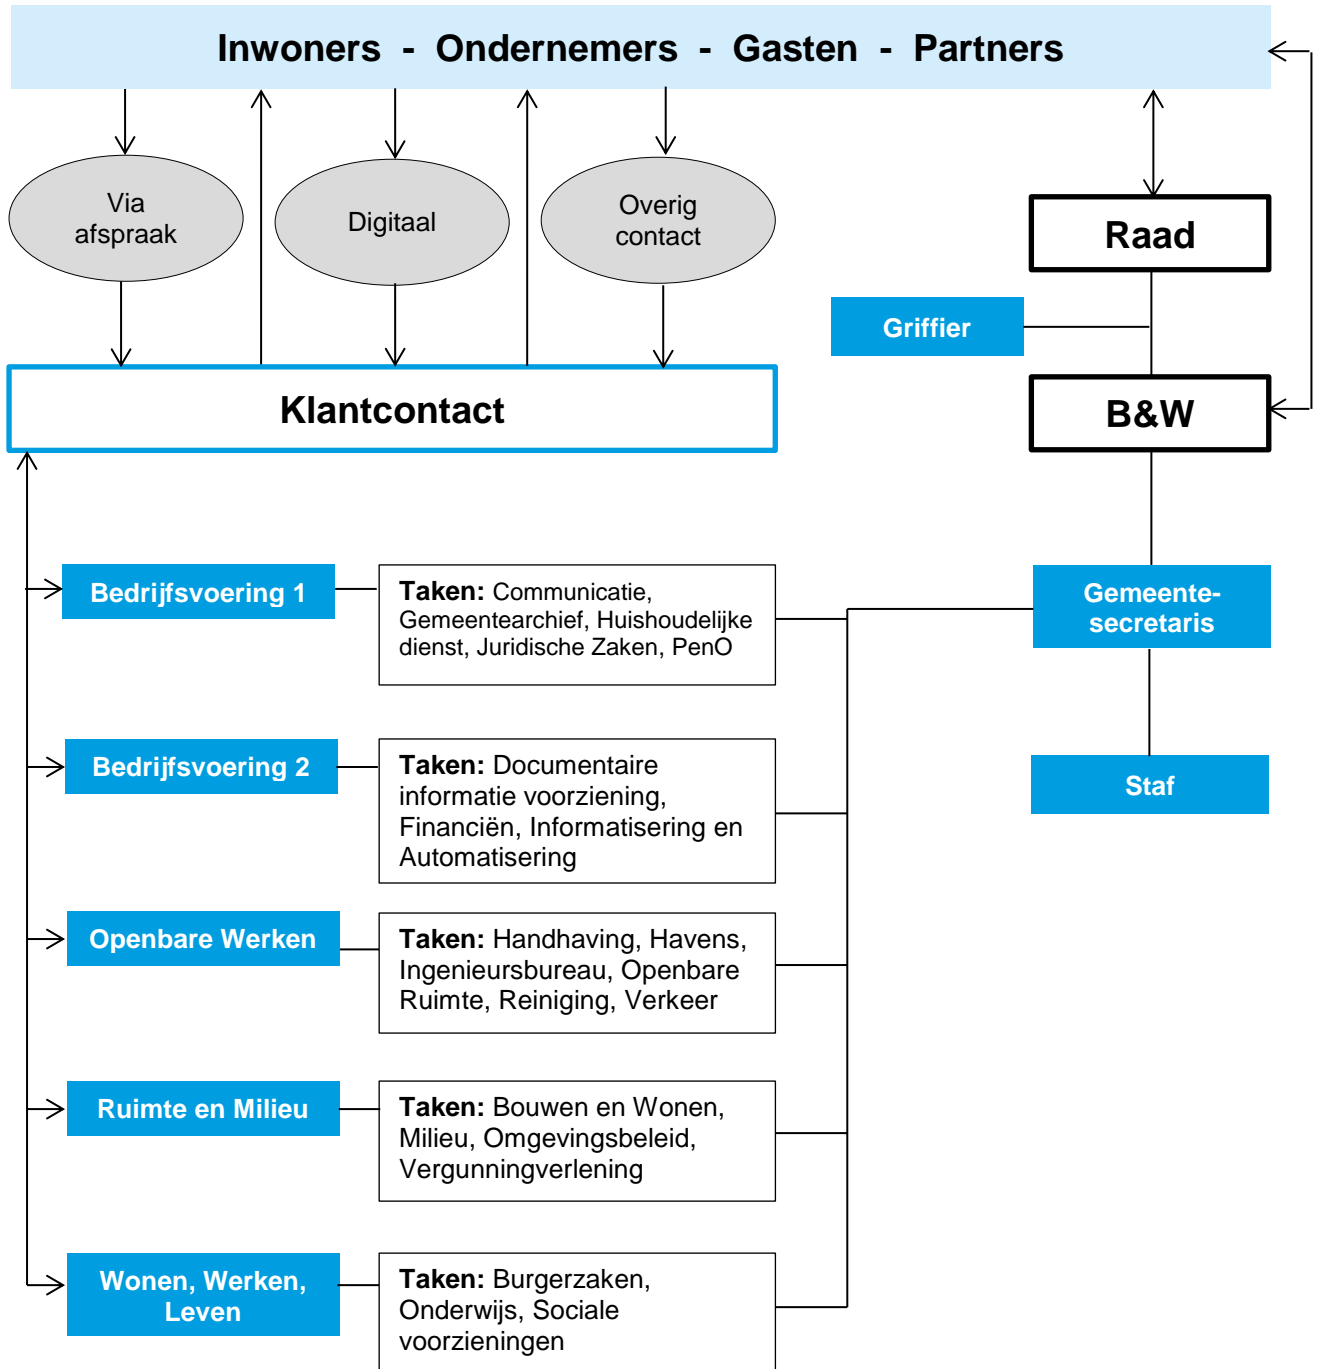 Inwoners - Ondernemers - Gasten - Partners
Via
afspraak
Digitaal
Overig
contact
Raad
Griffier
Klantcontact
B&W
Bedrijfsvoering 1
Taken: Communicatie,
Gemeentearchief, Huishoudelijke
dienst, Juridische Zaken, PenO
Gemeente-
secretaris
Bedrijfsvoering 2
Taken: Documentaire
informatie voorziening,
Financiën, Informatisering en
Automatisering
Staf
Openbare Werken
Taken: Handhaving, Havens,
Ingenieursbureau, Openbare
Ruimte, Reiniging, Verkeer
Ruimte en Milieu
Taken: Bouwen en Wonen,
Milieu, Omgevingsbeleid,
Vergunningverlening
Wonen, Werken,
Leven
Taken: Burgerzaken,
Onderwijs, Sociale
voorzieningen